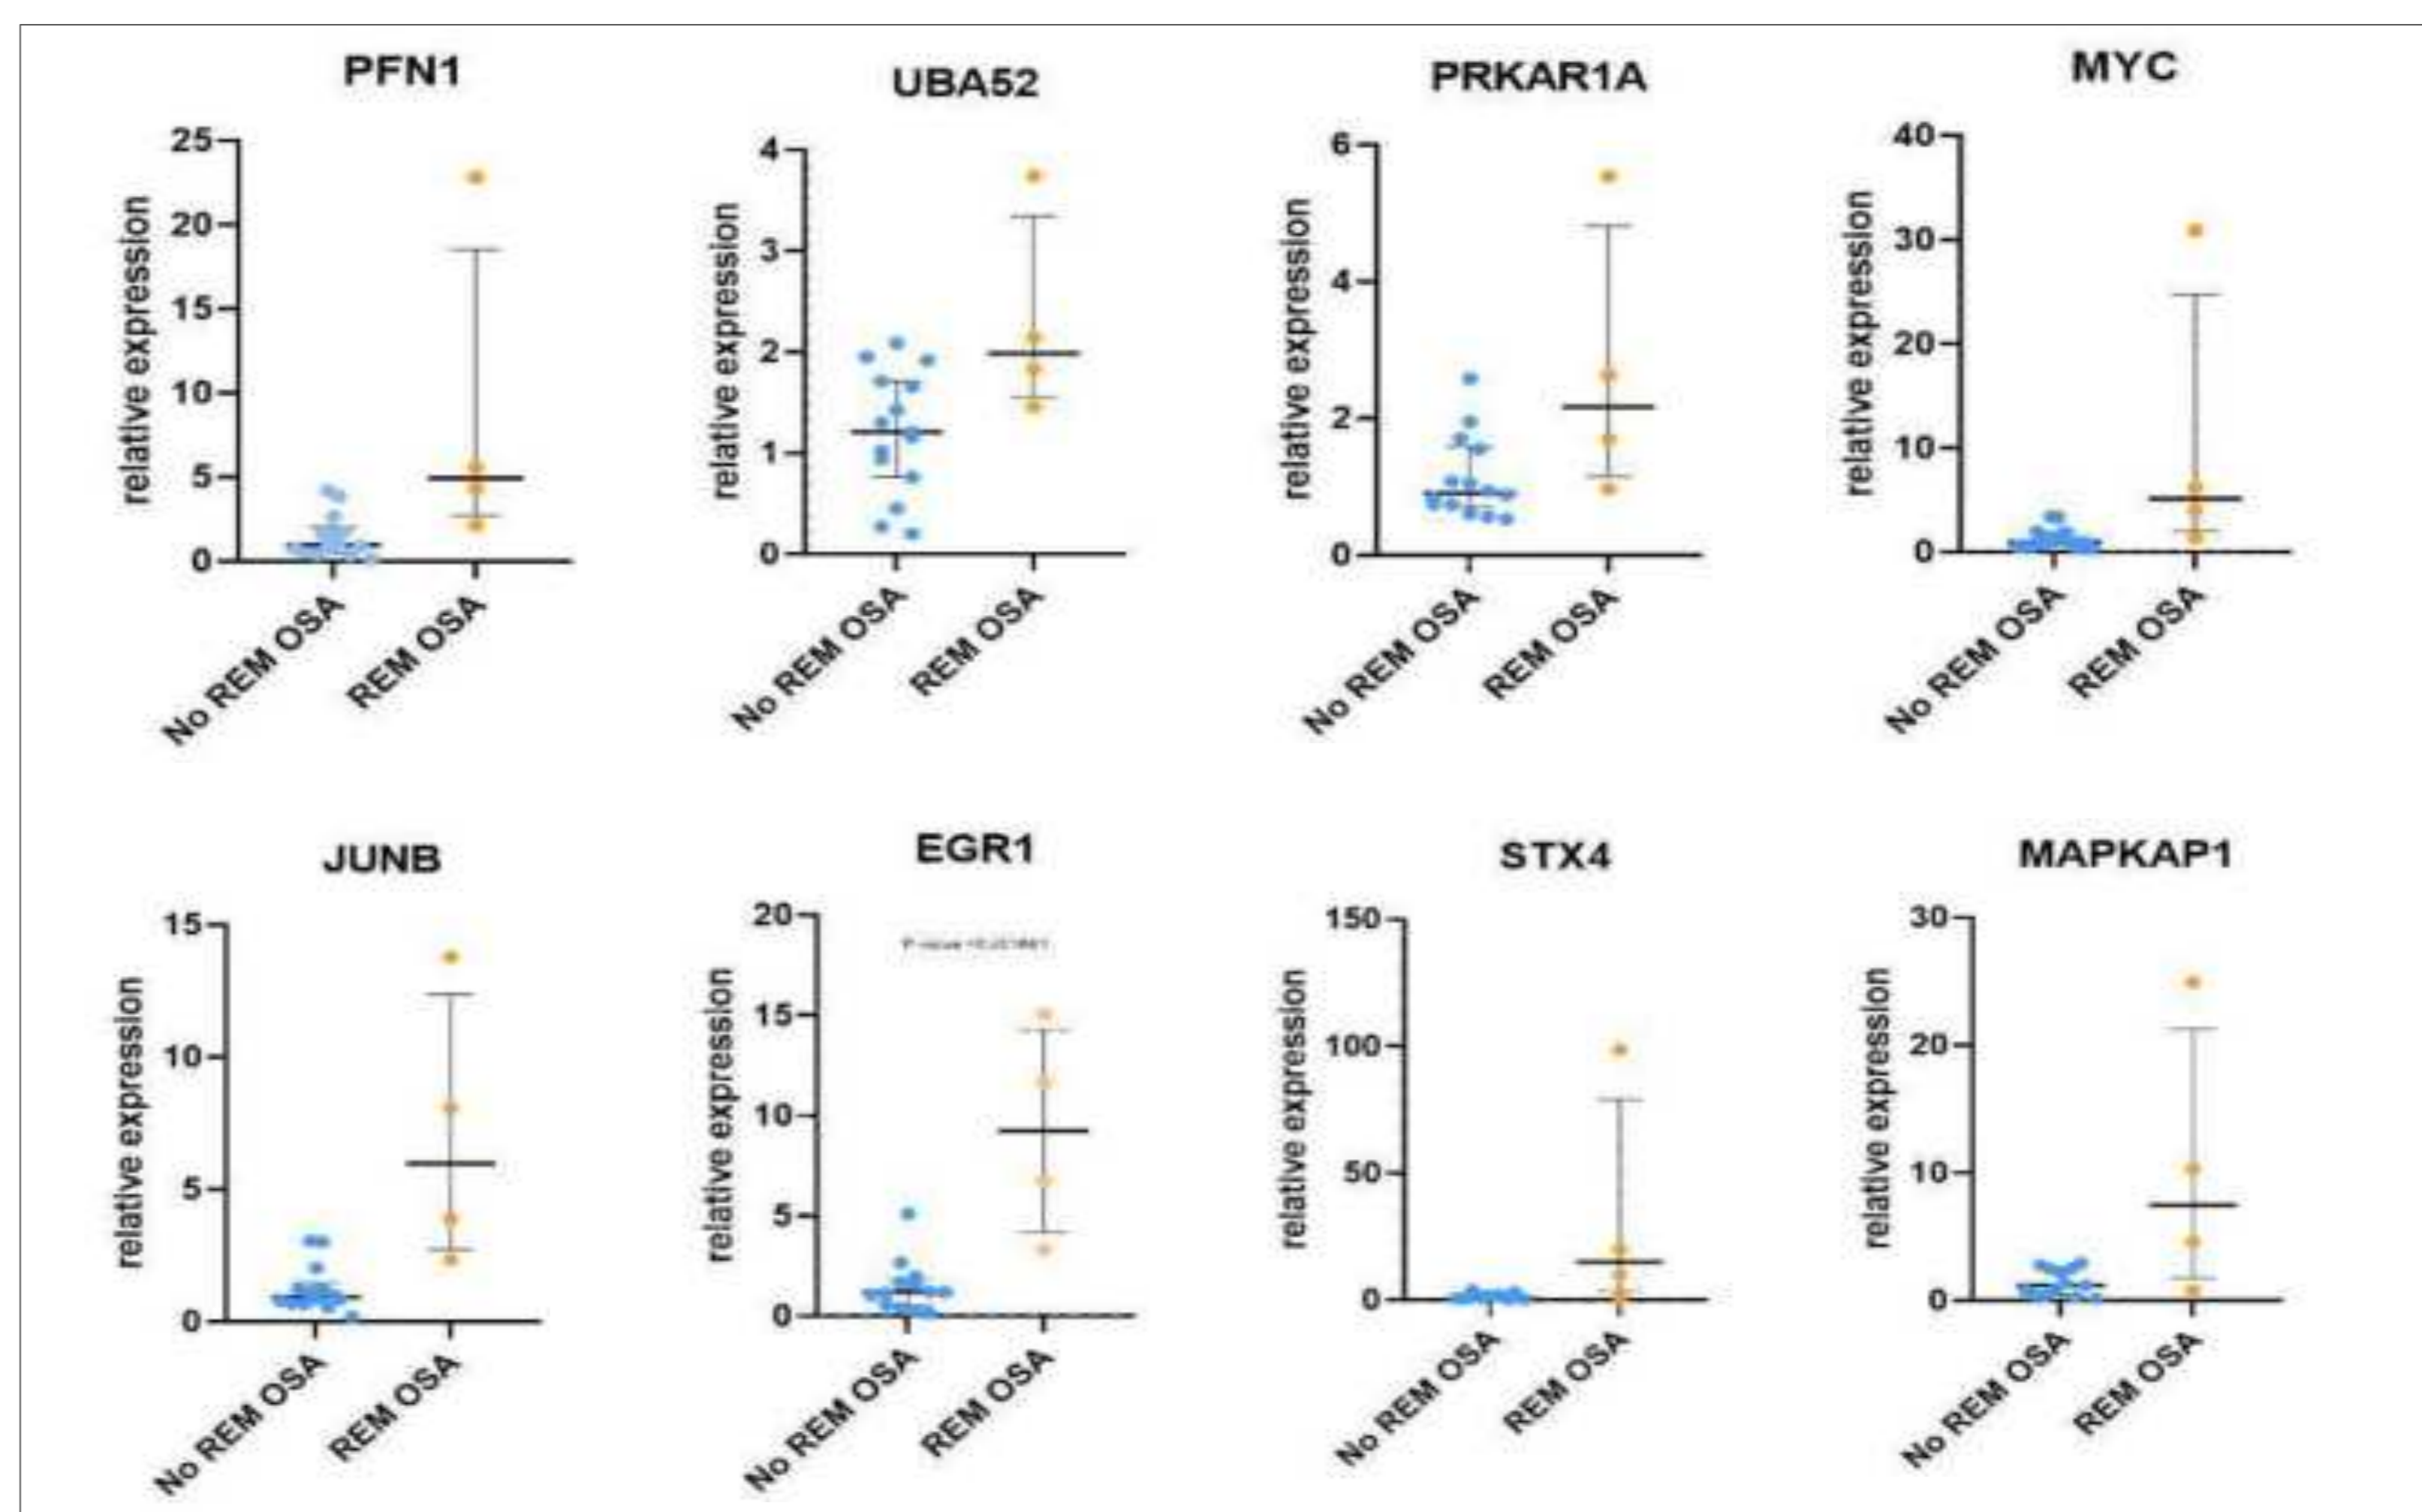 PFN1
relative expression
25
20
15
10
5
0
No REM OSA
REM OSA
UBA52
relative expression
4
3
2
1
0
No REM OSA
REM OSA
PRKAR1A
relative expression
6
4
2
0
No REM OSA
REM OSA
MYC
relative expression
40
30
20
10
0
No REM OSA
REM OSA
JUNB
relative expression
15
10
5
0
No REM OSA
REM OSA
EGR1
relative expression
20
15
10
5
0
No REM OSA
REM OSA
STX4
relative expression
150
100
50
0
No REM OSA
REM OSA
MAPKAP1
relative expression
30
20
10
0
No REM OSA
REM OSA